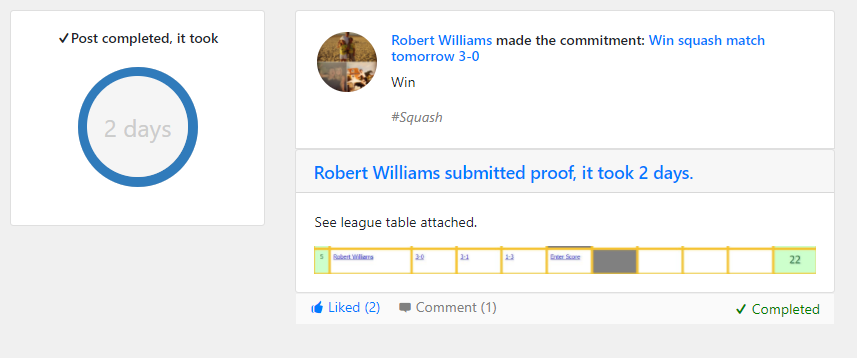 ✓Post completed, it took
2 days
Robert Williams made the commitment: Win squash match
tomorrow 3-0
Win
#Squash
Robert Williams submitted proof, it took 2 days.
See league table attached.
5 Robert Williams 3-0 3-1 1-3 Enter Score 22
Liked (2) Comment (1) ✓ Completed